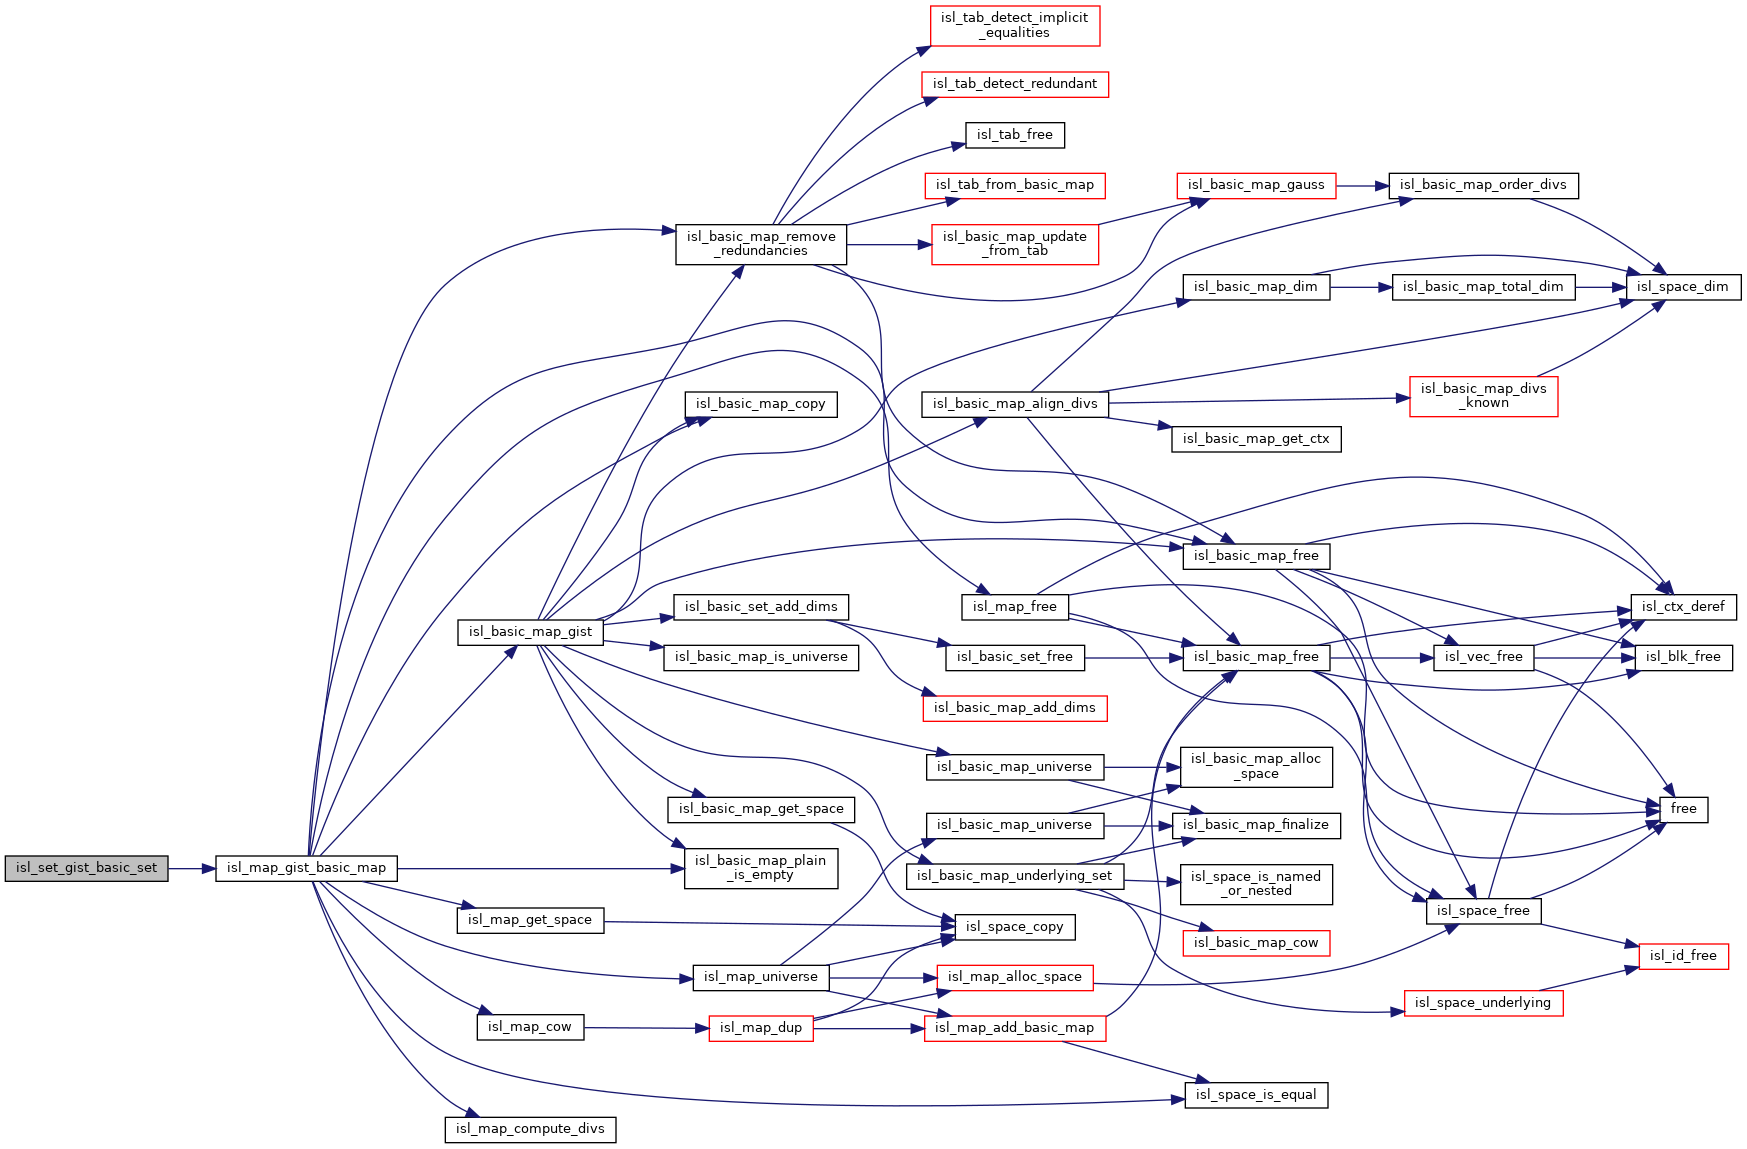 isl_tab_detect_implicit
_equalities
isl_tab_detect_redundant
isl_tab_free
isl_tab_from_basic_map
isl_basic_map_gauss
isl_basic_map_order_divs
isl_basic_map_remove
_redundancies
isl_basic_map_update
_from_tab
isl_basic_map_dim
isl_basic_map_total_dim
isl_space_dim
isl_basic_map_copy
isl_basic_map_align_divs
isl_basic_map_divs
_known
isl_basic_map_get_ctx
isl_basic_map_free
isl_map_free
isl_ctx_deref
isl_basic_set_add_dims
isl_basic_map_gist
isl_basic_map_is_universe
isl_basic_set_free
isl_basic_map_free
isl_vec_free
isl_blk_free
isl_basic_map_add_dims
isl_basic_map_universe
isl_basic_map_alloc
_space
isl_basic_map_get_space
free
isl_basic_map_universe
isl_basic_map_finalize
isl_set_gist_basic_set
isl_map_gist_basic_map
isl_basic_map_plain
_is_empty
isl_basic_map_underlying_set
isl_space_is_named
_or_nested
isl_map_get_space
isl_space_copy
isl_space_free
isl_basic_map_cow
isl_id_free
isl_map_universe
isl_map_alloc_space
isl_space_underlying
isl_map_cow
isl_map_dup
isl_map_add_basic_map
isl_space_is_equal
isl_map_compute_divs